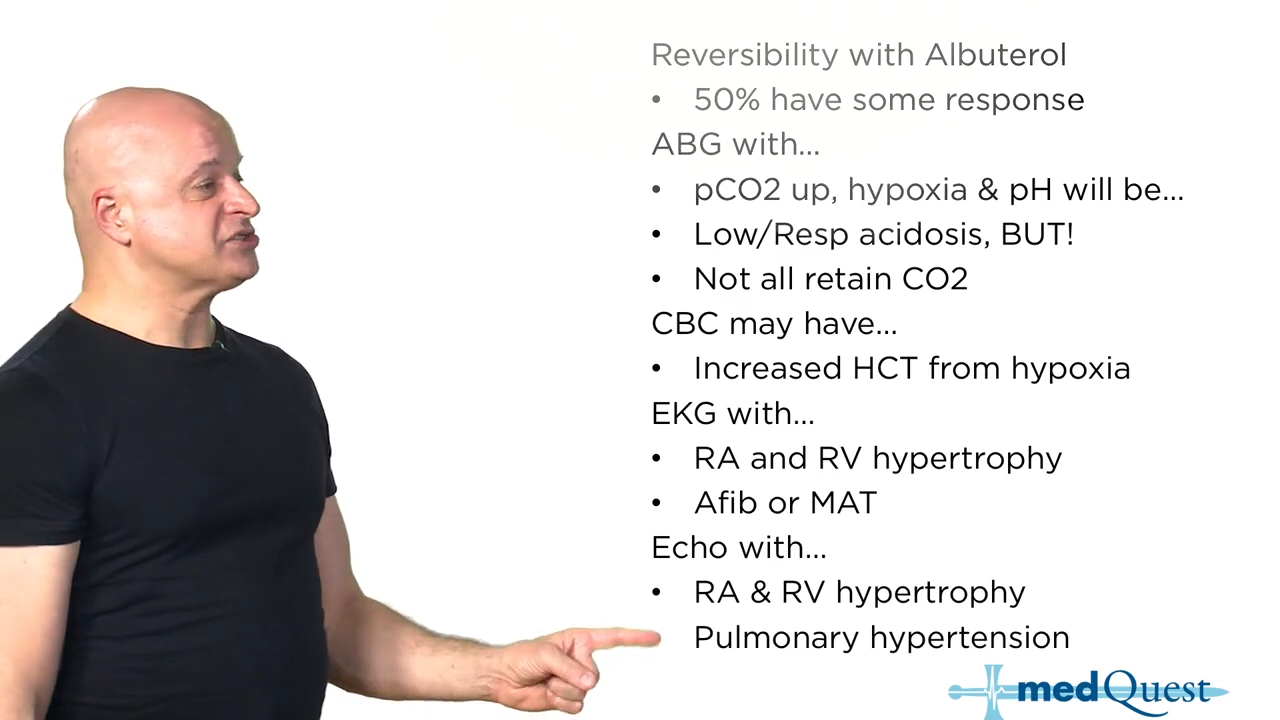 Reversibility with Albuterol
• 50% have some response
ABG with...
• pCO2 up, hypoxia & pH will be...
• Low/Resp acidosis, BUT!
• Not all retain CO2
CBC may have...
• Increased HCT from hypoxia
EKG with...
• RA and RV hypertrophy
• Afib or MAT
Echo with...
• RA & RV hypertrophy
Pulmonary hypertension
medQuest